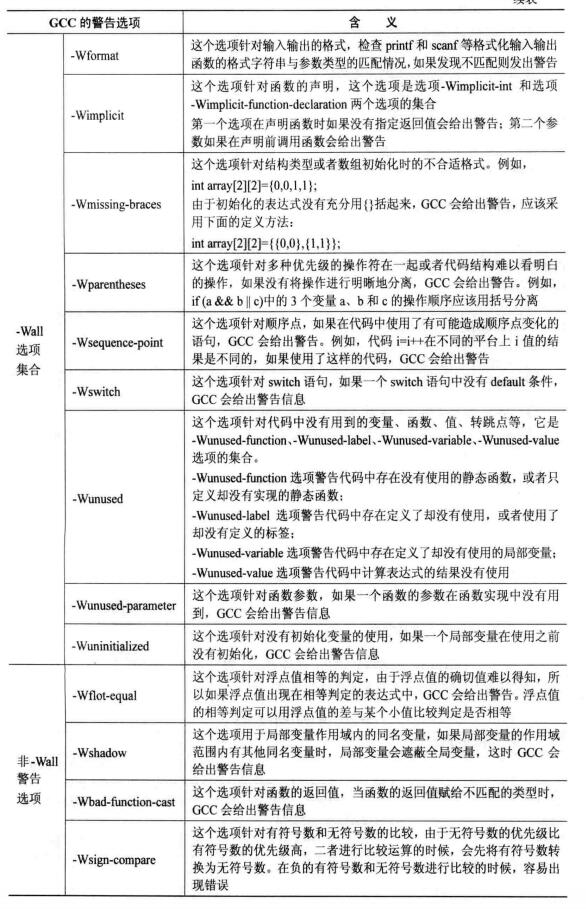 续表
GCC 的警告选项
含 义
-Wall
选项
集合
-Wformat
这个选项针对输入输出的格式，检查 printf 和 scanf 等格式化输入输出
函数的格式字符串与参数类型的匹配情况，如果发现不匹配则发出警告
-Wimplicit
这个选项针对函数的声明，这个选项是选项-Wimplicit-int 和选项
-Wimplicit-function-declaration 两个选项的集合
第一个选项在声明函数时如果没有指定返回值会给出警告；第二个参
数如果在声明前调用函数会给出警告
-Wmissing-braces
这个选项针对结构类型或者数组初始化时的不合适格式。例如，
int array[2][2]={0,0,1,1};
由于初始化的表达式没有充分用{}括起来，GCC 会给出警告，应该采
用下面的定义方法：
int array[2][2]={{0,0},{1,1}};
-Wparentheses
这个选项针对多种优先级的操作符在一起或者代码结构难以看明白
的操作，如果没有将操作进行明晰地分离，GCC 会给出警告。例如，
if (a && b || c)中的 3 个变量 a、b 和 c 的操作顺序应该用括号分离
-Wsequence-point
这个选项针对顺序点，如果在代码中使用了有可能造成顺序点变化的
语句，GCC 会给出警告。例如，代码 i=i++在不同的平台上 i 值的结
果是不同的，如果使用了这样的代码，GCC 会给出警告
-Wswitch
这个选项针对 switch 语句，如果一个 switch 语句中没有 default 条件，
GCC 会给出警告信息
-Wunused
这个选项针对代码中没有用到的变量、函数、值、转跳点等，它是
-Wunused-function、-Wunused-label、-Wunused-variable、-Wunused-value
选项的集合。
-Wunused-function 选项警告代码中存在没有使用的静态函数，或者只
定义却没有实现的静态函数；
-Wunused-label 选项警告代码中存在定义了却没有使用，或者使用了
却没有定义的标签；
-Wunused-variable 选项警告代码中存在定义了却没有使用的局部变量；
-Wunused-value 选项警告代码中计算表达式的结果没有使用
-Wunused-parameter
这个选项针对函数参数，如果一个函数的参数在函数实现中没有用
到，GCC 会给出警告信息
-Wuninitialized
这个选项针对没有初始化变量的使用，如果一个局部变量在使用之前
没有初始化，GCC 会给出警告信息
非-Wall
警告
选项
-Wflot-equal
这个选项针对浮点值相等的判定，由于浮点值的确切值难以得知，所
以如果浮点值出现在相等判定的表达式中，GCC 会给出警告。浮点值
的相等判定可以用浮点值的差与某个小值比较判定是否相等
-Wshadow
这个选项用于局部变量作用域内的同名变量，如果局部变量的作用域
范围内有其他同名变量时，局部变量会遮蔽全局变量，这时 GCC 会
给出警告信息
-Wbad-function-cast
这个选项针对函数的返回值，当函数的返回值赋给不匹配的类型时，
GCC 会给出警告信息
-Wsign-compare
这个选项针对有符号数和无符号数的比较，由于无符号数的优先级比
有符号数的优先级高，二者进行比较运算的时候，会先将有符号数转
换为无符号数。在负的有符号数和无符号数进行比较的时候，容易出
现错误